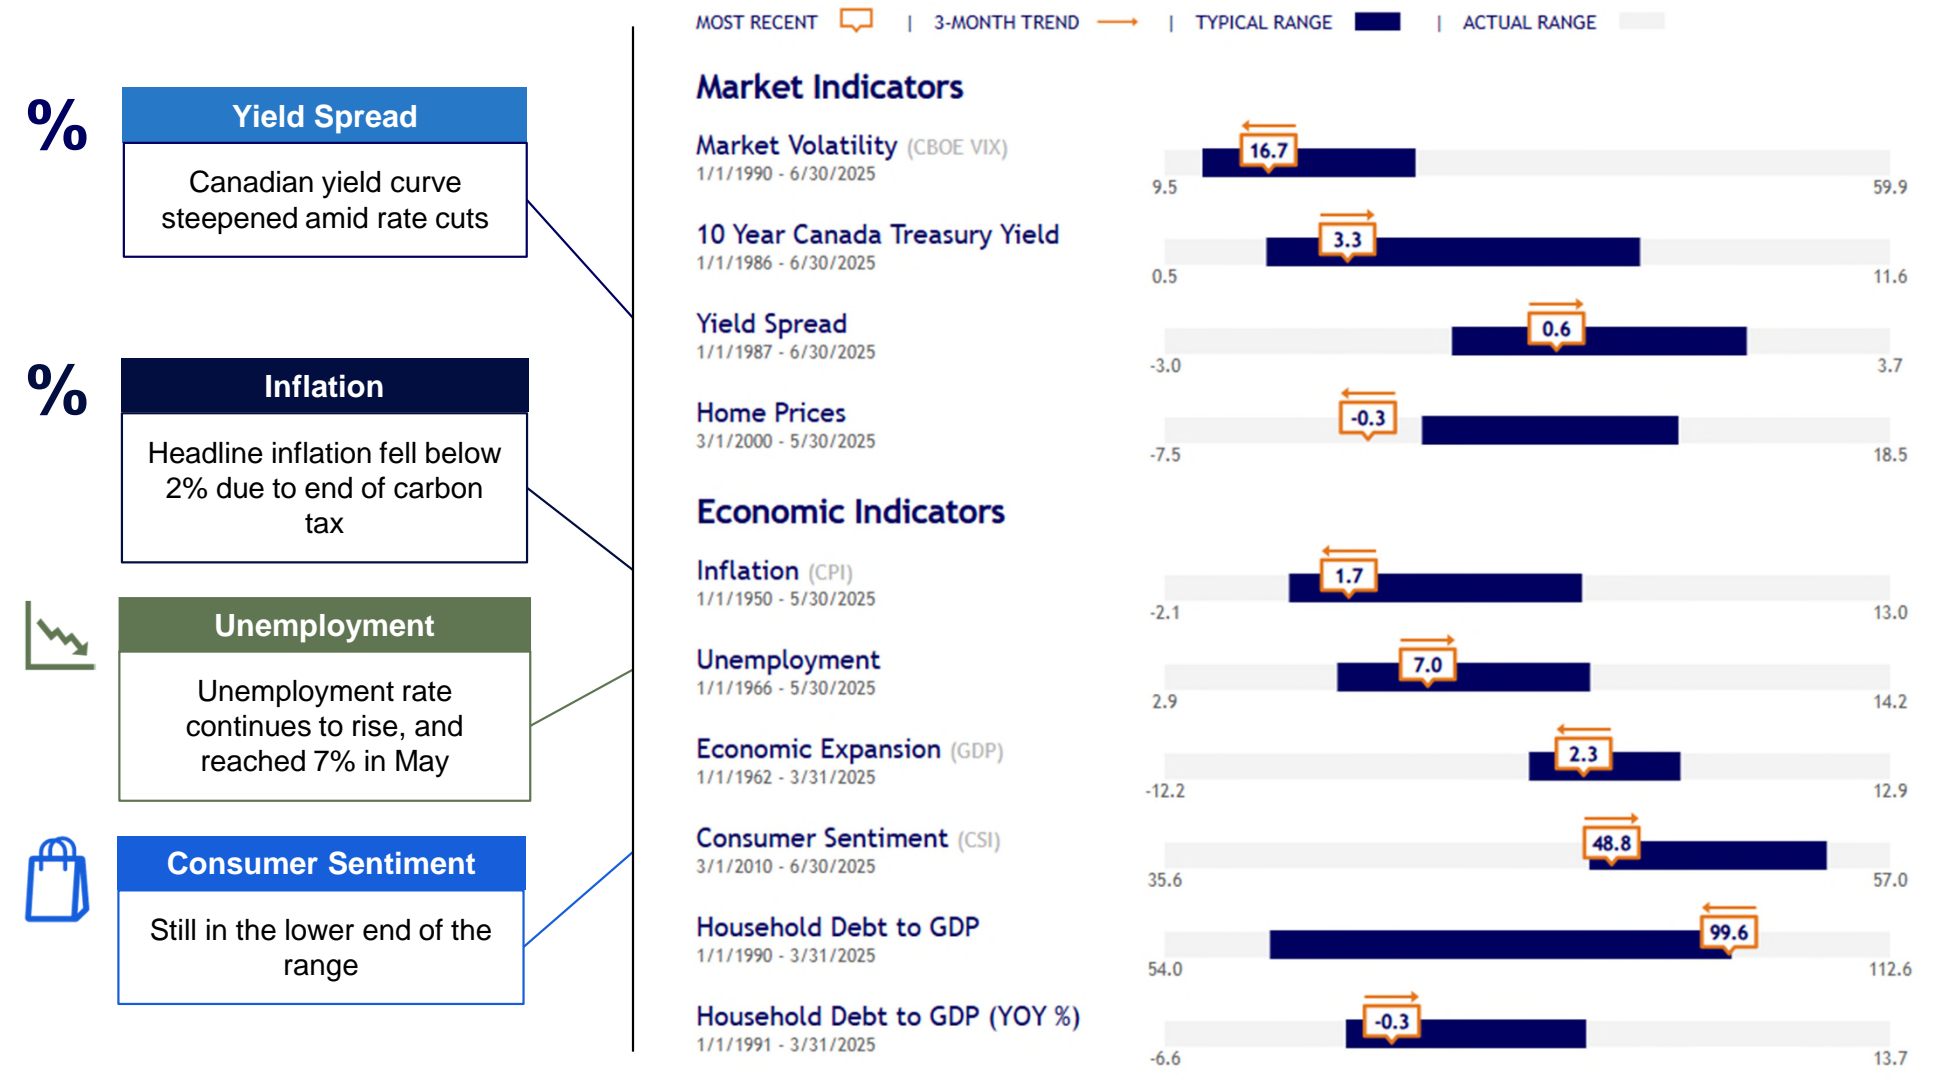 %
Yield Spread
Canadian yield curve
steepened amid rate cuts
%
Inflation
Headline inflation fell below
2% due to end of carbon
tax
Unemployment
Unemployment rate
continues to rise, and
reached 7% in May
Consumer Sentiment
Still in the lower end of the
range
MOST RECENT | 3-MONTH TREND | TYPICAL RANGE | ACTUAL RANGE
Market Indicators
Market Volatility (CBOE VIX)
1/1/1990 - 6/30/2025
16.7
9.5 59.9
10 Year Canada Treasury Yield
1/1/1986 - 6/30/2025
3.3
0.5 11.6
Yield Spread
1/1/1987 - 6/30/2025
0.6
-3.0 3.7
Home Prices
3/1/2000 - 5/30/2025
-0.3
-7.5 18.5
Economic Indicators
Inflation (CPI)
1/1/1950 - 5/30/2025
1.7
-2.1 13.0
Unemployment
1/1/1966 - 5/30/2025
7.0
2.9 14.2
Economic Expansion (GDP)
1/1/1962 - 3/31/2025
2.3
-12.2 12.9
Consumer Sentiment (CSI)
3/1/2010 - 6/30/2025
48.8
35.6 57.0
Household Debt to GDP
1/1/1990 - 3/31/2025
99.6
54.0 112.6
Household Debt to GDP (YOY %)
1/1/1991 - 3/31/2025
-0.3
-6.6 13.7